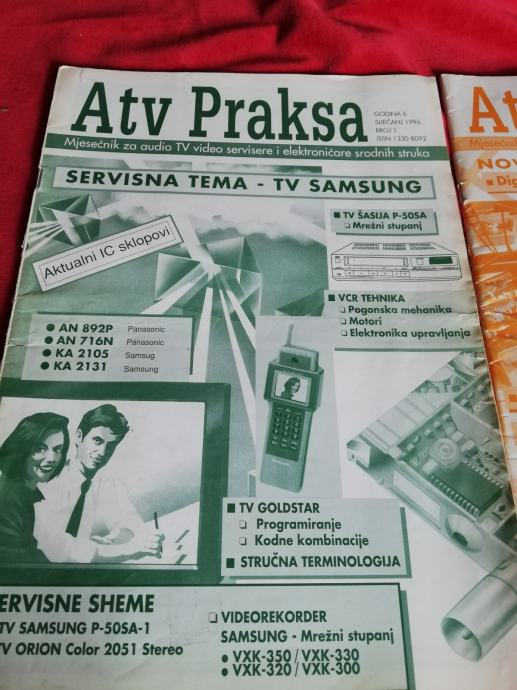 Atv Praksa
GODINA II.
SIJEČANJ 1996.
BROJ 1
ISSN 1330-8092
Mjesečnik za audio TV video servisere i elektroničare srodnih struka
SERVISNA TEMA - TV SAMSUNG
TV ŠASIJA P-50SA
Mrežni stupanj
Aktualni IC sklopovi
VCR TEHNIKA
Pogonska mehanika
Motori
Elektronika upravljanja
AN 892P Panasonic
AN 716N Panasonic
KA 2105 Samsug
KA 2131 Samsung
TV GOLDSTAR
Programiranje
Kodne kombinacije
STRUČNA TERMINOLOGIJA
ERVISNE SHEME
TV SAMSUNG P-50SA-1
TV ORION Color 2051 Stereo
VIDEOREKORDER
SAMSUNG - Mrežni stupanj
VXK-350 / VXK-330
VXK-320 / VXK-300
At
Mjesečnik
NOV
Dig